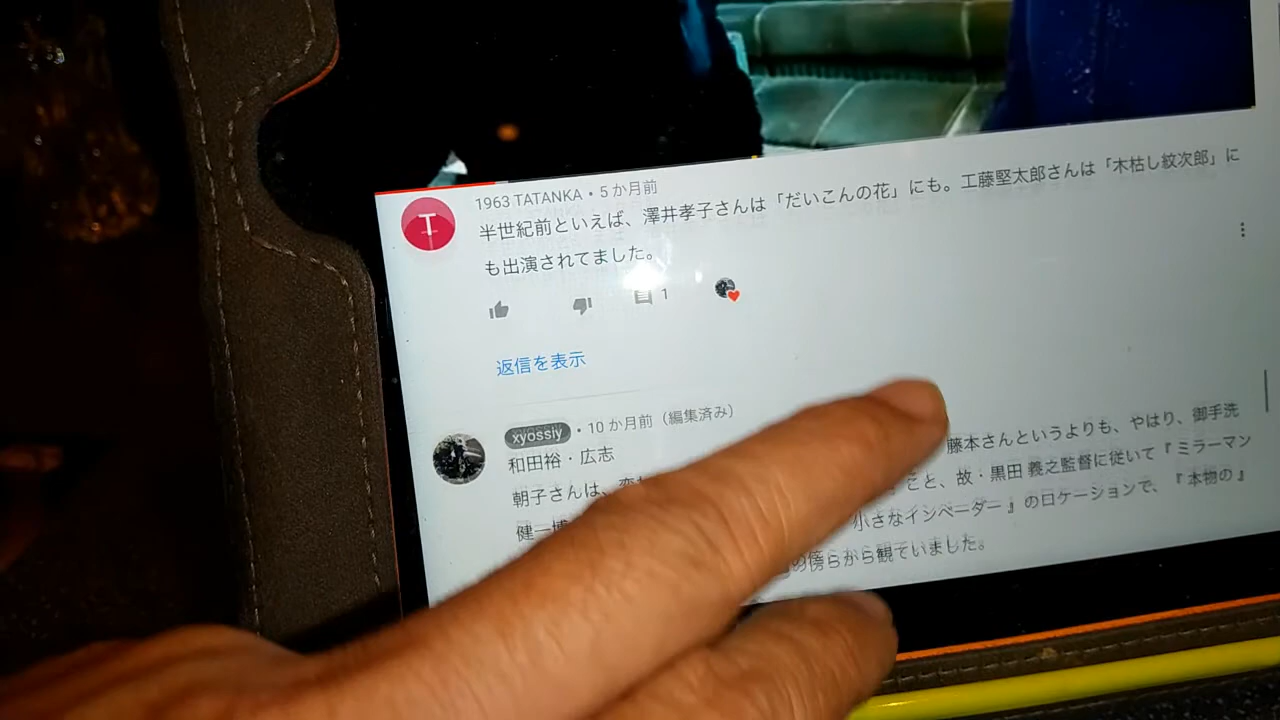 1963 TATANKA • 5 か月前
半世紀前といえば、澤井孝子さんは「だいこんの花」にも。工藤堅太郎さんは「木枯し紋次郎」に
も出演されてました。
1
返信を表示
xyossiy • 10 か月前（編集済み）
和田裕・広志
朝子さんは、 藤本さんというよりも、やはり、御手洗
健一 こと、故・黒田 義之監督に従いて『 ミラーマン
小さなインベーダー 』のロケーションで、『 本物の 』
の傍らから観ていました。
T